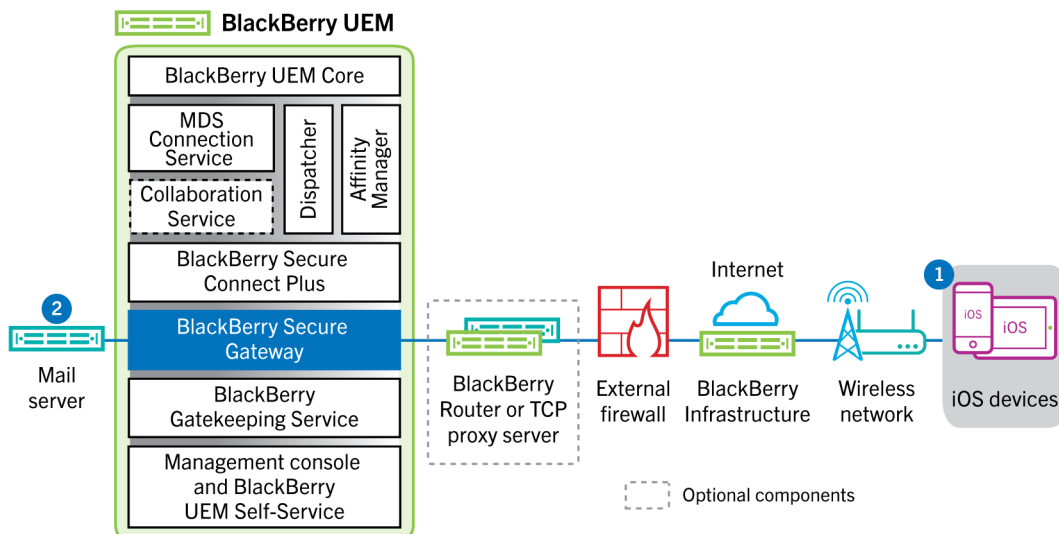 BlackBerry UEM
BlackBerry UEM Core
MDS
Connection
Service
Dispatcher
Affinity
Manager
Collaboration
Service
BlackBerry Secure
Connect Plus
2
BlackBerry Secure
Gateway
Mail
server
BlackBerry
Gatekeeping Service
Management console
and BlackBerry
UEM Self-Service
BlackBerry
Router or TCP
proxy server
External
firewall
Internet
BlackBerry
Infrastructure
Wireless
network
1
iOS
iOS
iOS devices
Optional components